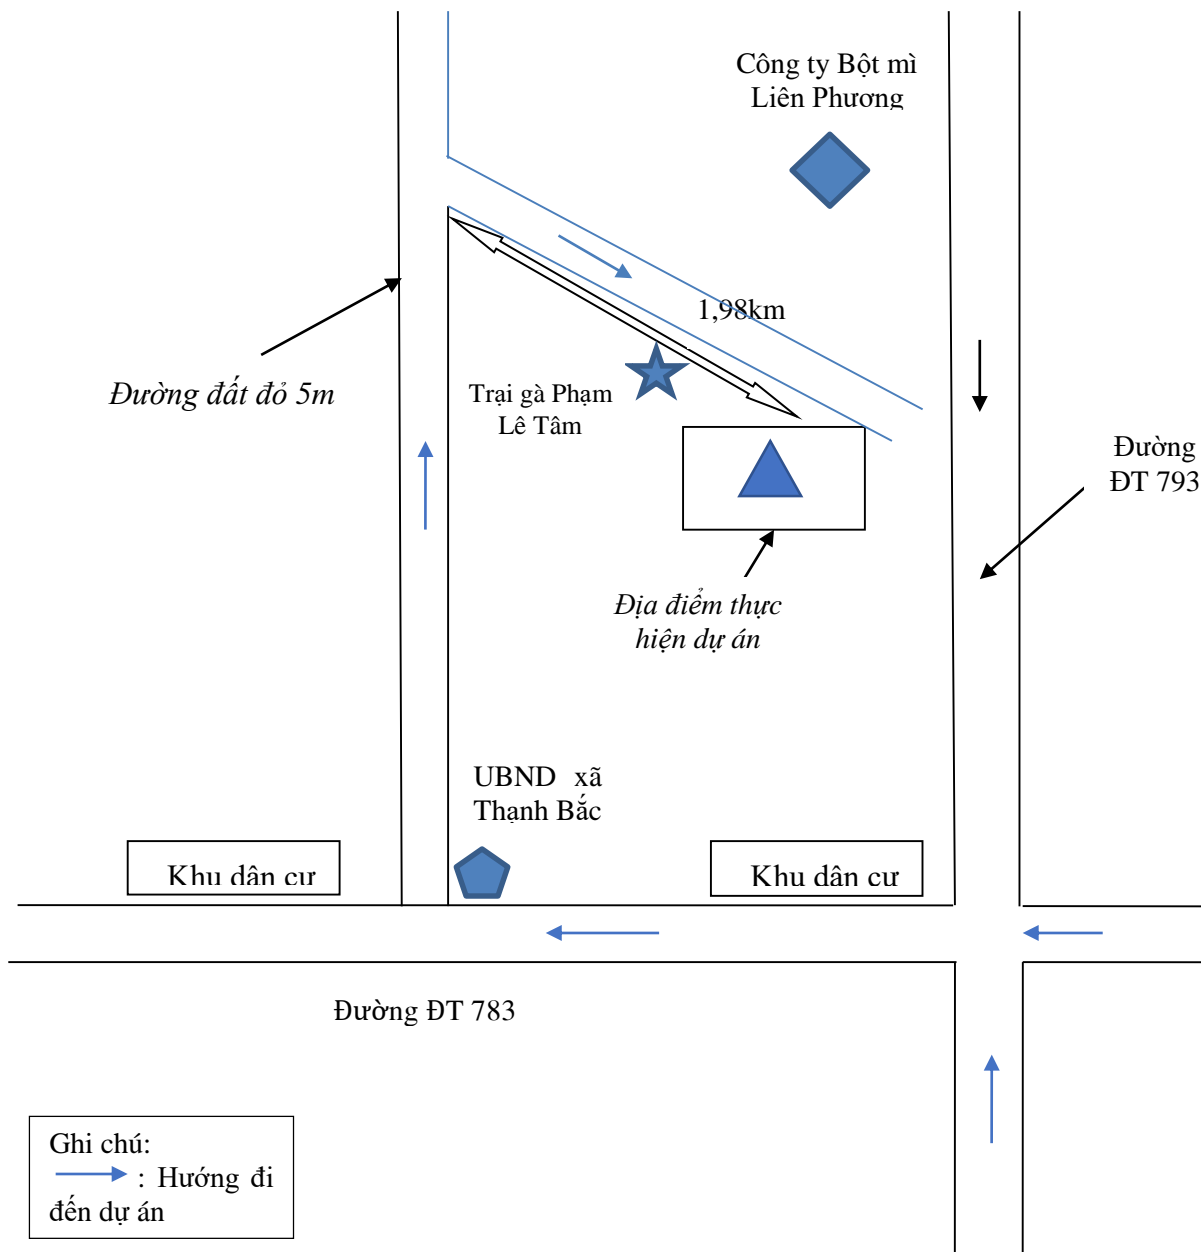 Công ty Bột mì
Liên Phương
1,98km
Đường đất đỏ 5m
Trại gà Phạm
Lê Tâm
Đường
ĐT 793
Địa điểm thực
hiện dự án
UBND xã
Thạnh Bắc
Khu dân cư
Khu dân cư
Đường ĐT 783
Ghi chú:
: Hướng đi
đến dự án